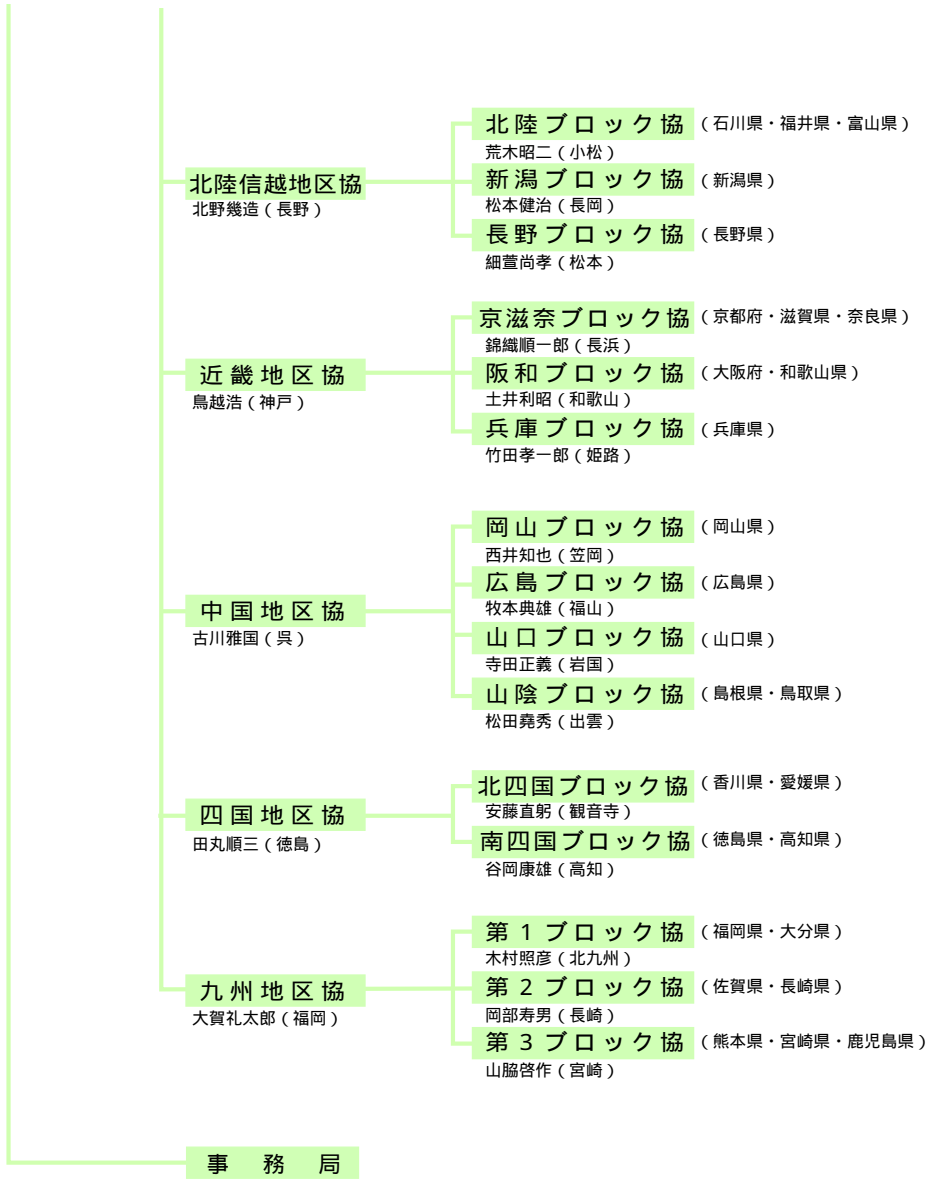 北陸ブロック協 (石川県・福井県・富山県)
荒木昭二(小松)
北陸信越地区協
北野幾造(長野)
新潟ブロック協 (新潟県)
松本健治(長岡)
長野ブロック協 (長野県)
細萱尚孝(松本)
京滋奈ブロック協 (京都府・滋賀県・奈良県)
錦織順一郎(長浜)
近畿地区協
鳥越浩(神戸)
阪和ブロック協 (大阪府・和歌山県)
土井利昭(和歌山)
兵庫ブロック協 (兵庫県)
竹田孝一郎(姫路)
岡山ブロック協 (岡山県)
西井知也(笠岡)
広島ブロック協 (広島県)
牧本典雄(福山)
中国地区協
古川雅国(呉)
山口ブロック協 (山口県)
寺田正義(岩国)
山陰ブロック協 (島根県・鳥取県)
松田堯秀(出雲)
北四国ブロック協 (香川県・愛媛県)
安藤直躬(観音寺)
四国地区協
田丸順三(徳島)
南四国ブロック協 (徳島県・高知県)
谷岡康雄(高知)
第1ブロック協 (福岡県・大分県)
木村照彦(北九州)
九州地区協
大賀礼太郎(福岡)
第2ブロック協 (佐賀県・長崎県)
岡部寿男(長崎)
第3ブロック協 (熊本県・宮崎県・鹿児島県)
山脇啓作(宮崎)
事務局